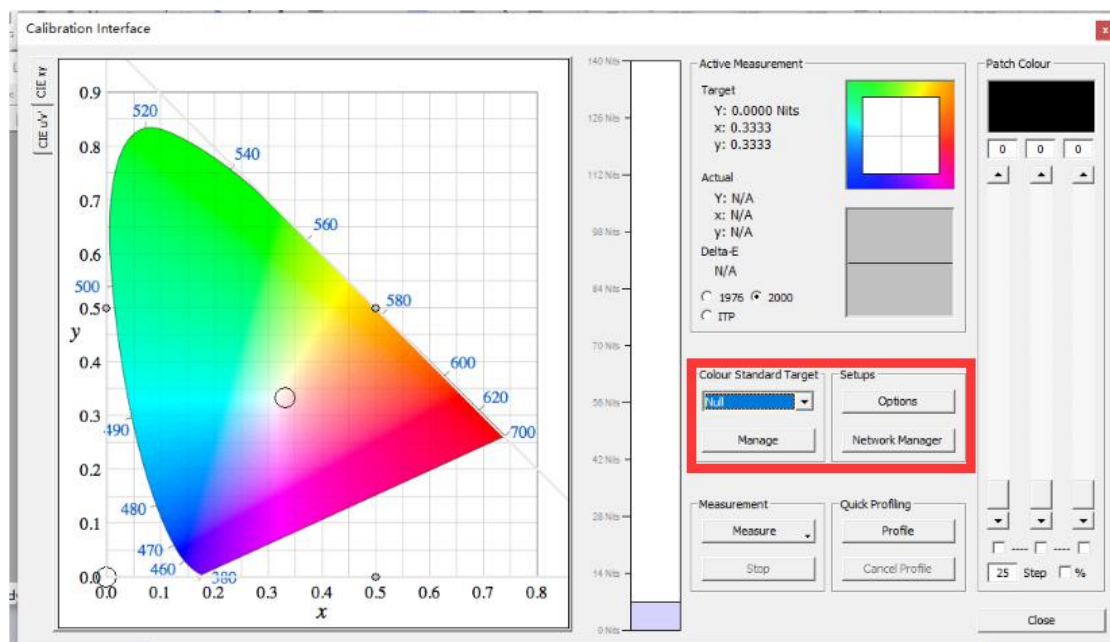 Calibration Interface
x
CIE xy
CIE u'v'
0.9
0.8
0.7
0.6
0.5
0.4
0.3
0.2
0.1
0.0
y
520
540
560
500
580
600
620
700
490
480
470
460
380
0.0 0.1 0.2 0.3 0.4 0.5 0.6 0.7 0.8
x
140 Nits
126 Nits
112 Nits
98 Nits
84 Nits
70 Nits
56 Nits
42 Nits
28 Nits
14 Nits
0 Nits
Active Measurement
Target
Y: 0.0000 Nits
x: 0.3333
y: 0.3333
Actual
Y: N/A
x: N/A
y: N/A
Delta-E
N/A
1976 2000
ITP
Colour Standard Target
Null
Manage
Setups
Options
Network Manager
Measurement
Measure
Stop
Quick Profiling
Profile
Cancel Profile
Patch Colour
0 0 0
---- ----
25 Step %
Close